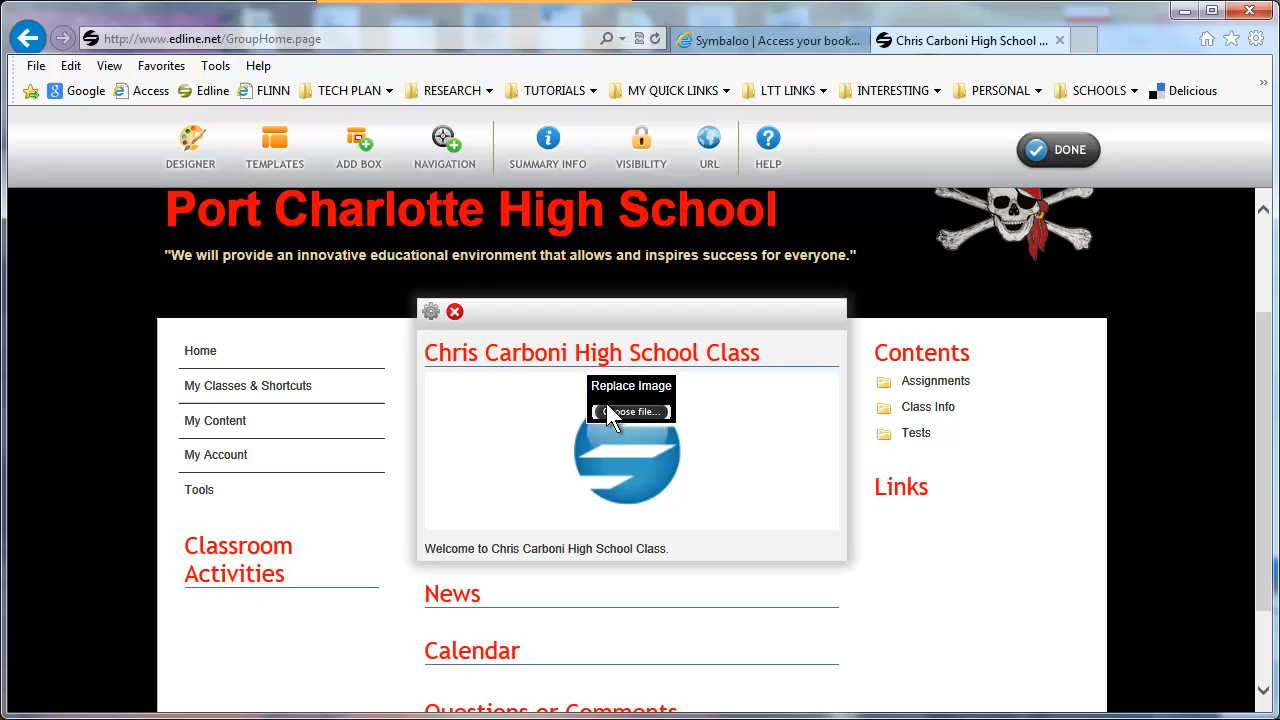 http://www.edline.net/GroupHome.page
Symbaloo | Access your book...
Chris Carboni High School ...
File Edit View Favorites Tools Help
Google Access Edline FLINN TECH PLAN RESEARCH TUTORIALS MY QUICK LINKS LTT LINKS INTERESTING PERSONAL SCHOOLS Delicious
DESIGNER TEMPLATES ADD BOX NAVIGATION SUMMARY INFO VISIBILITY URL HELP DONE
Port Charlotte High School
"We will provide an innovative educational environment that allows and inspires success for everyone."
Home
My Classes & Shortcuts
My Content
My Account
Tools
Classroom
Activities
Chris Carboni High School Class
Replace Image
Choose file...
Welcome to Chris Carboni High School Class.
News
Calendar
Questions or Comments
Contents
Assignments
Class Info
Tests
Links